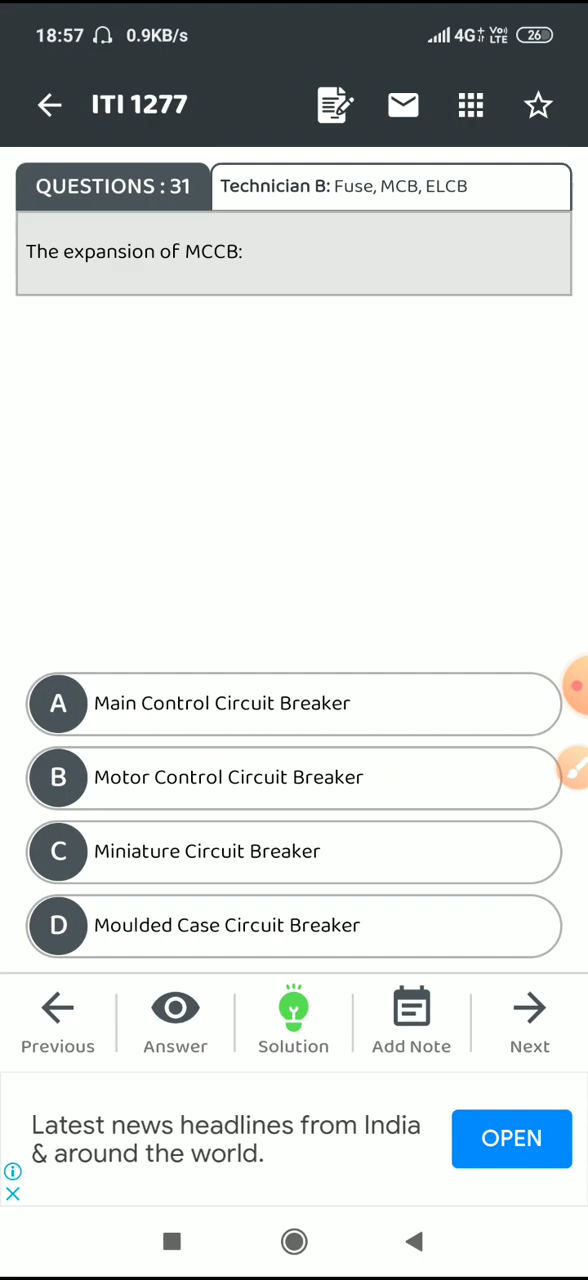 18:57 0.9KB/s 4G+ Vo) LTE 26
ITI 1277
QUESTIONS : 31 Technician B: Fuse, MCB, ELCB
The expansion of MCCB:
A Main Control Circuit Breaker
B Motor Control Circuit Breaker
C Miniature Circuit Breaker
D Moulded Case Circuit Breaker
Previous Answer Solution Add Note Next
Latest news headlines from India
& around the world.
OPEN